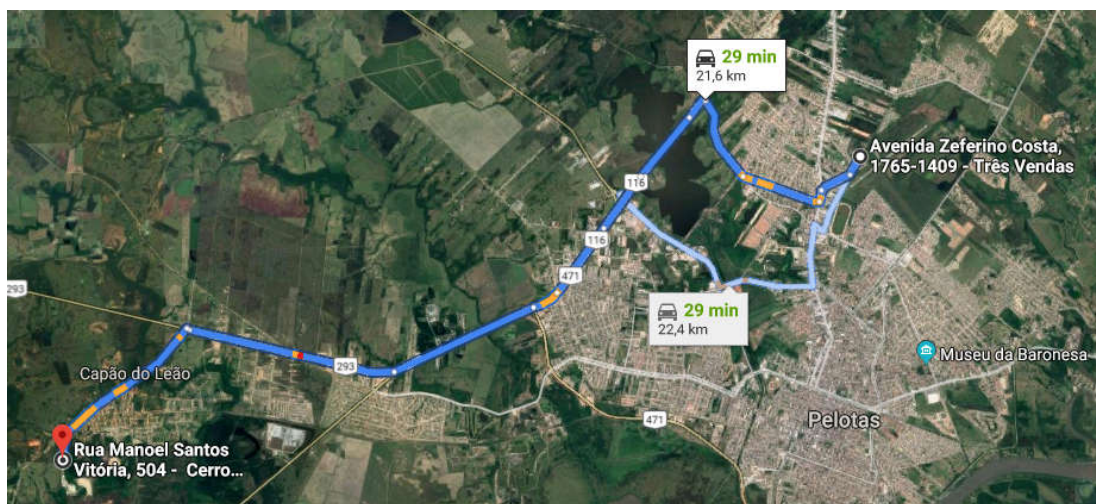 29 min
21,6 km
Avenida Zeferino Costa,
1765-1409 - Três Vendas
116
116
471
293
29 min
22,4 km
293
Museu da Baronesa
Capão do Leão
471
Pelotas
Rua Manoel Santos
Vitória, 504 - Cerro...